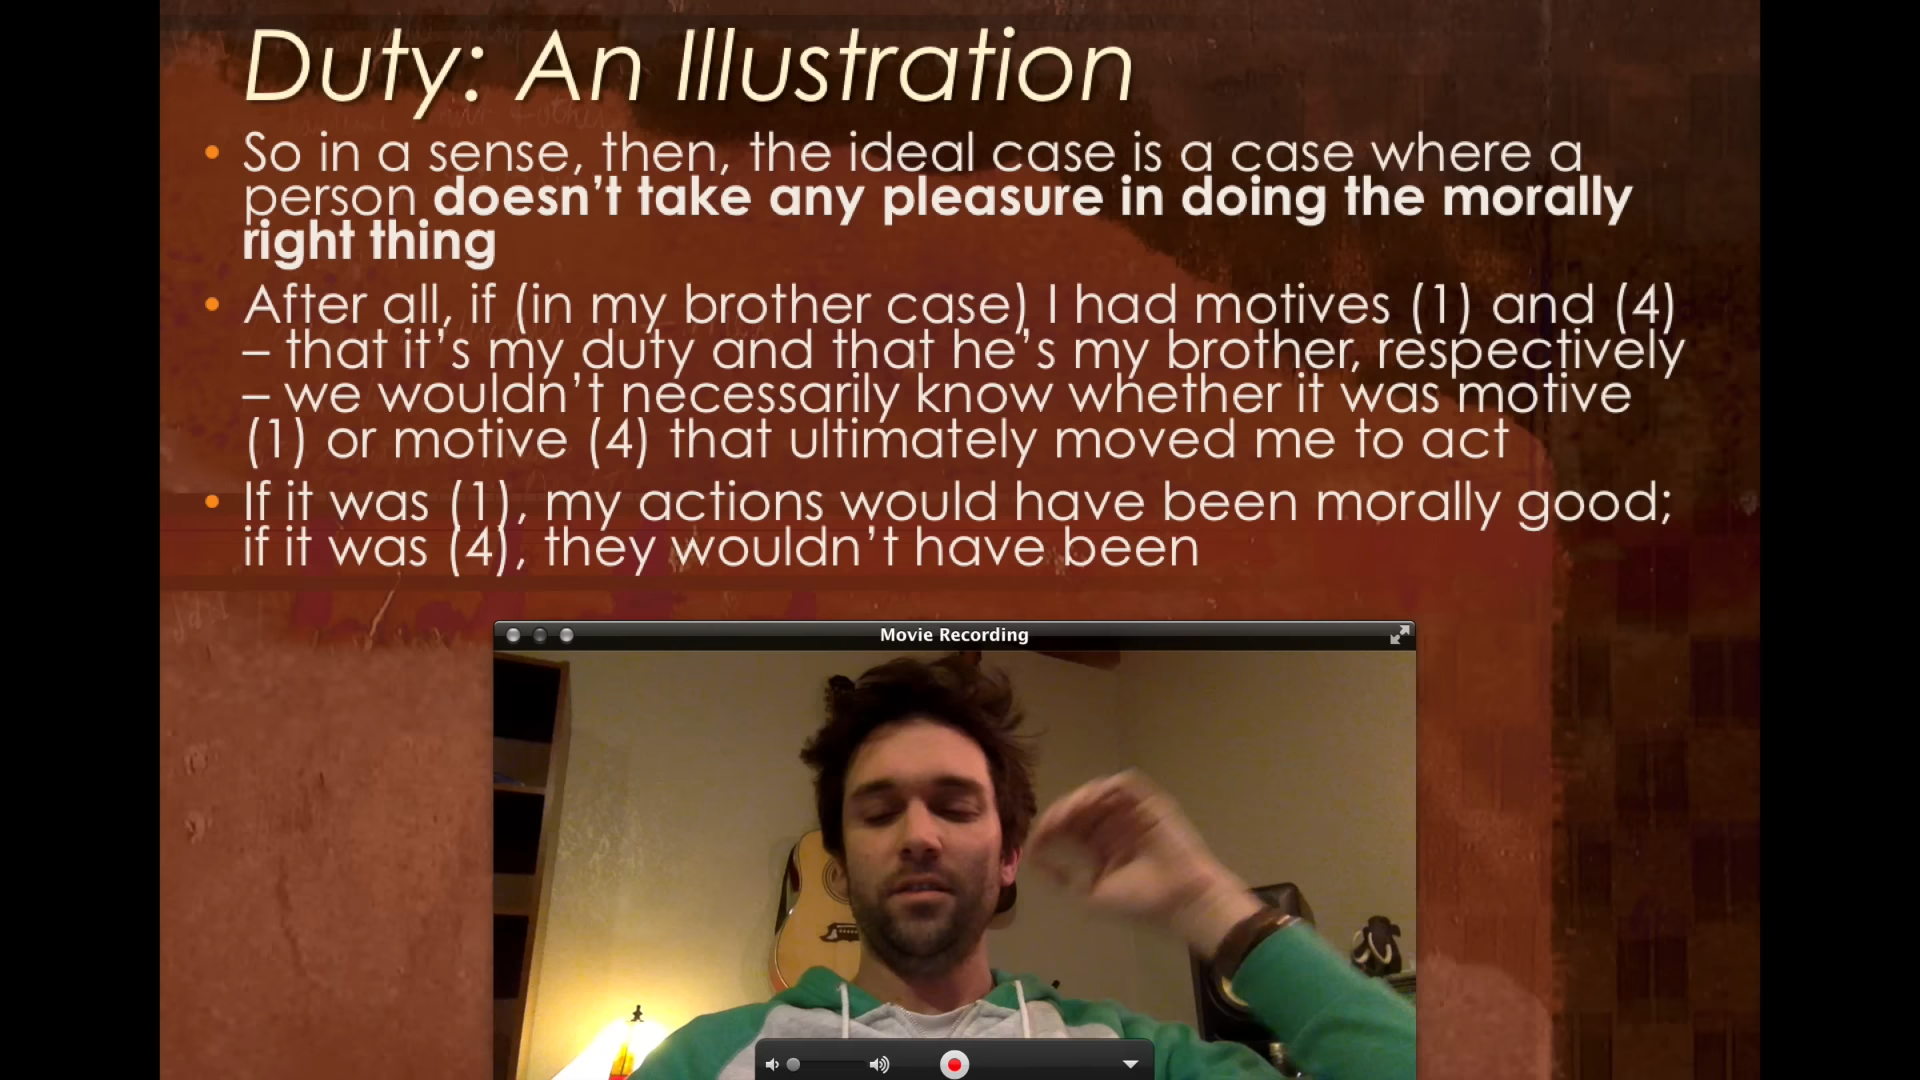 Duty: An Illustration
• So in a sense, then, the ideal case is a case where a
person doesn't take any pleasure in doing the morally
right thing
• After all, if (in my brother case) I had motives (1) and (4)
– that it's my duty and that he's my brother, respectively
– we wouldn't necessarily know whether it was motive
(1) or motive (4) that ultimately moved me to act
• If it was (1), my actions would have been morally good;
if it was (4), they wouldn't have been
Movie Recording